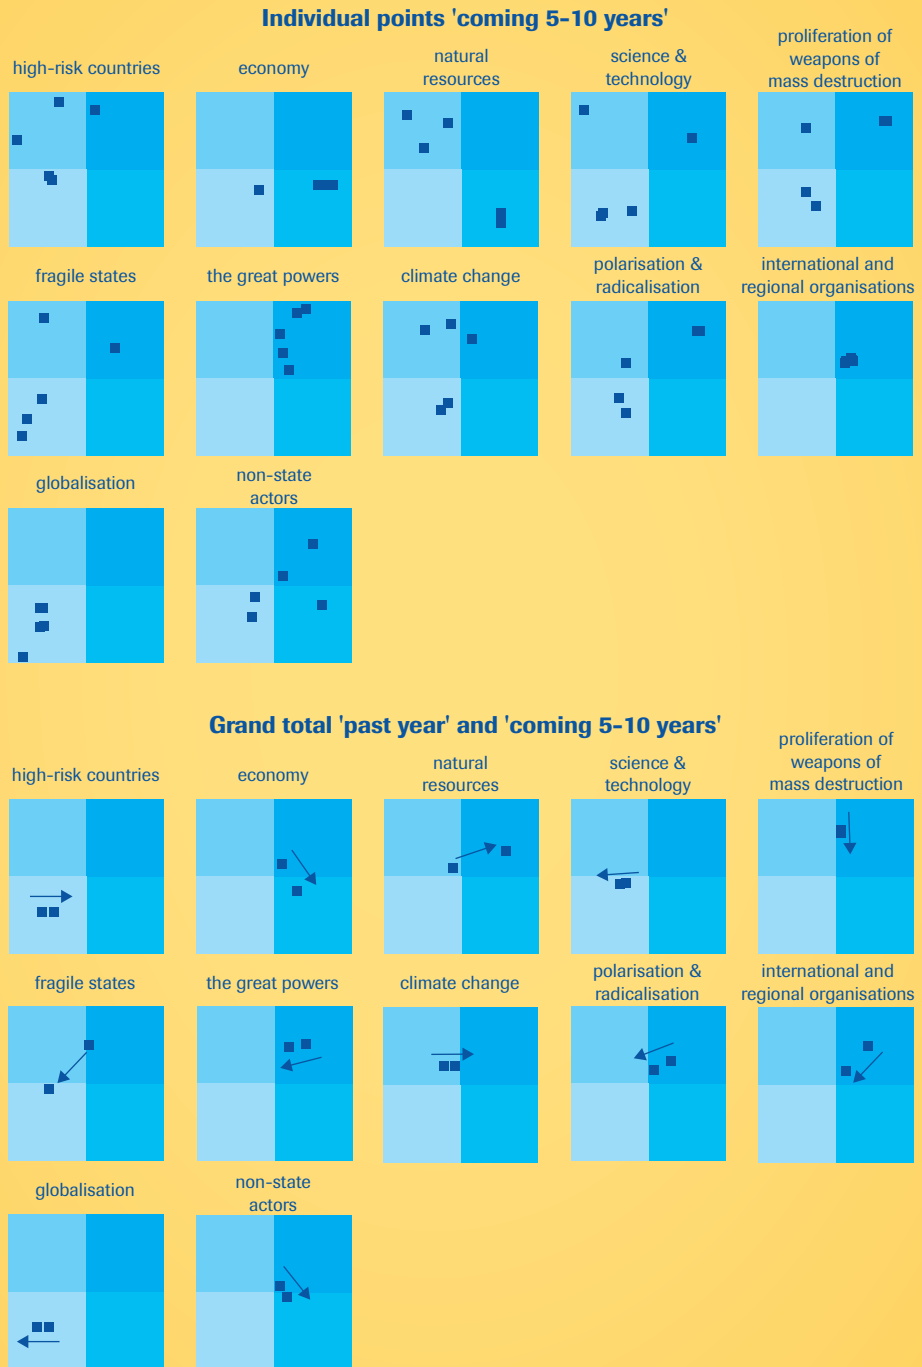 Individual points 'coming 5-10 years'
high-risk countries
economy
natural
resources
science &
technology
proliferation of
weapons of
mass destruction
fragile states
the great powers
climate change
polarisation &
radicalisation
international and
regional organisations
globalisation
non-state
actors
Grand total 'past year' and 'coming 5-10 years'
high-risk countries
economy
natural
resources
science &
technology
proliferation of
weapons of
mass destruction
fragile states
the great powers
climate change
polarisation &
radicalisation
international and
regional organisations
globalisation
non-state
actors